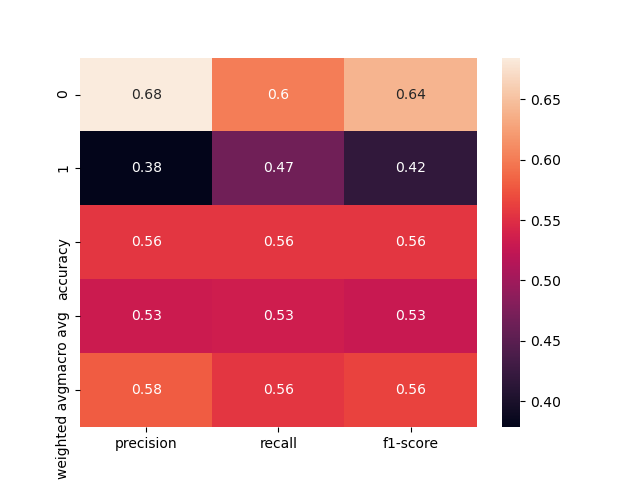 0 0.68 0.6 0.64
1 0.38 0.47 0.42
accuracy 0.56 0.56 0.56
macro avg 0.53 0.53 0.53
weighted avg 0.58 0.56 0.56
precision recall f1-score
0.65
0.60
0.55
0.50
0.45
0.40